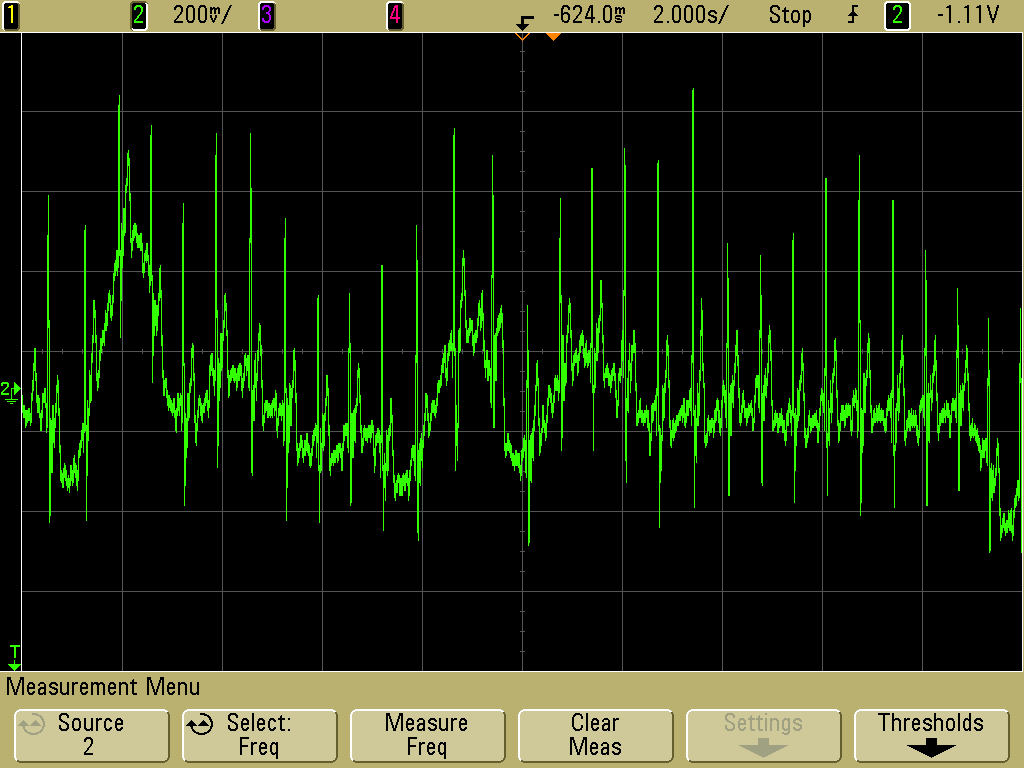 1 2 200mV/ 3 4 -624.0ms 2.000s/ Stop 2 -1.11V
2
T
Measurement Menu
Source Select: Measure Clear Settings Thresholds
2 Freq Freq Meas